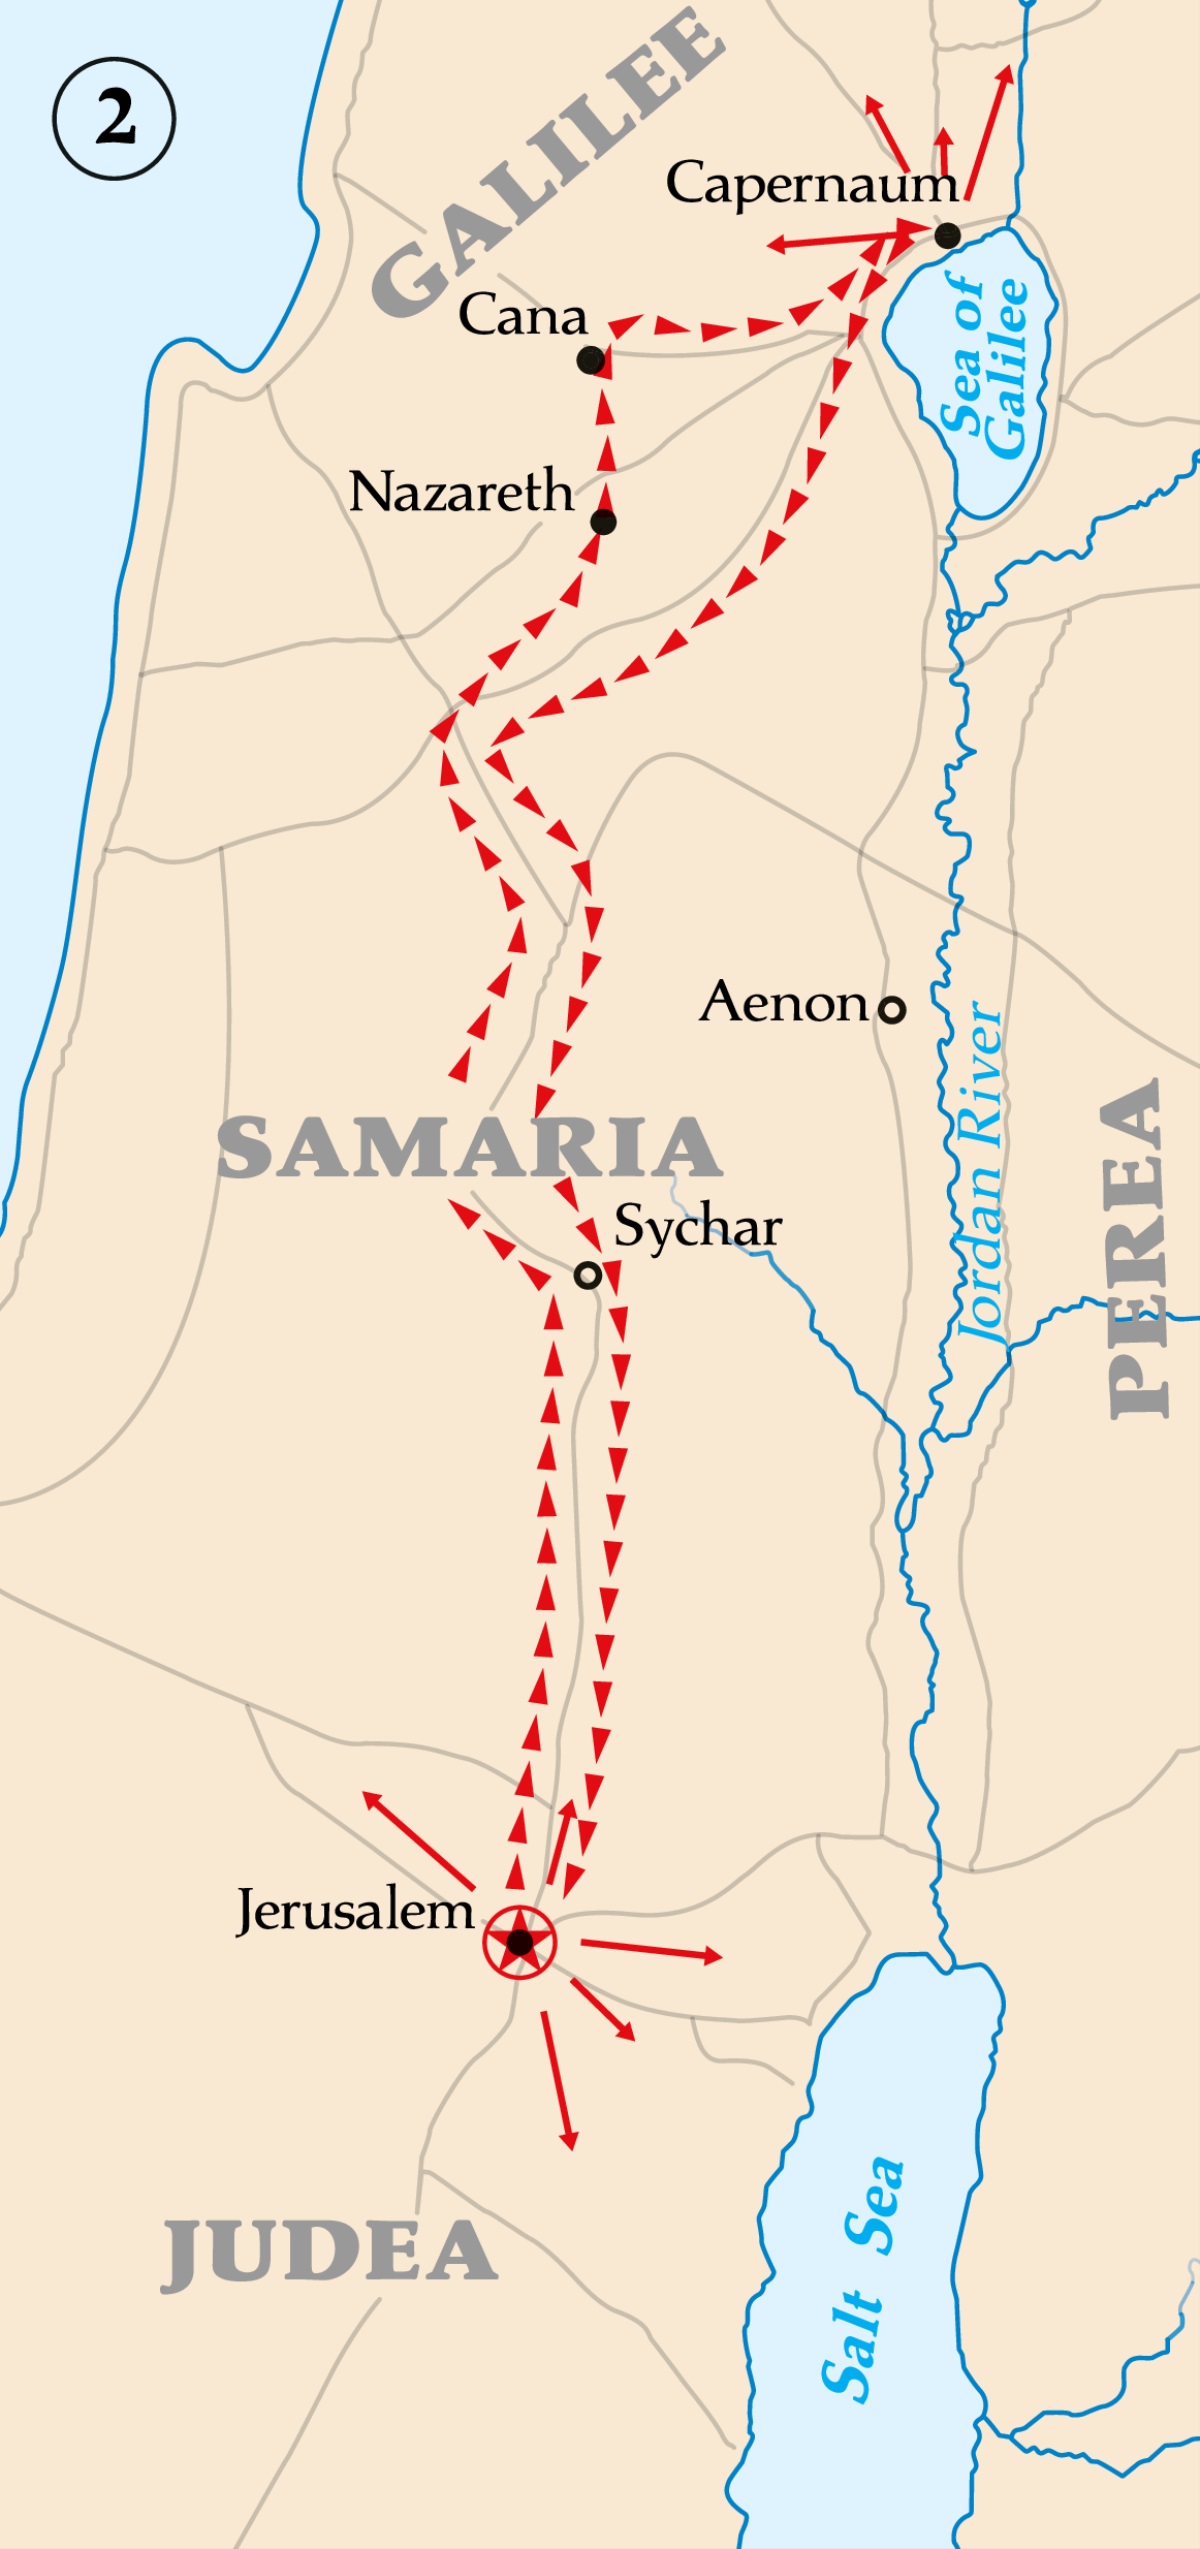 2
GALILEE
Capernaum
Sea of
Galilee
Cana
Nazareth
Aenon
Jordan River
SAMARIA
PEREA
Sychar
Jerusalem
JUDEA
Salt Sea